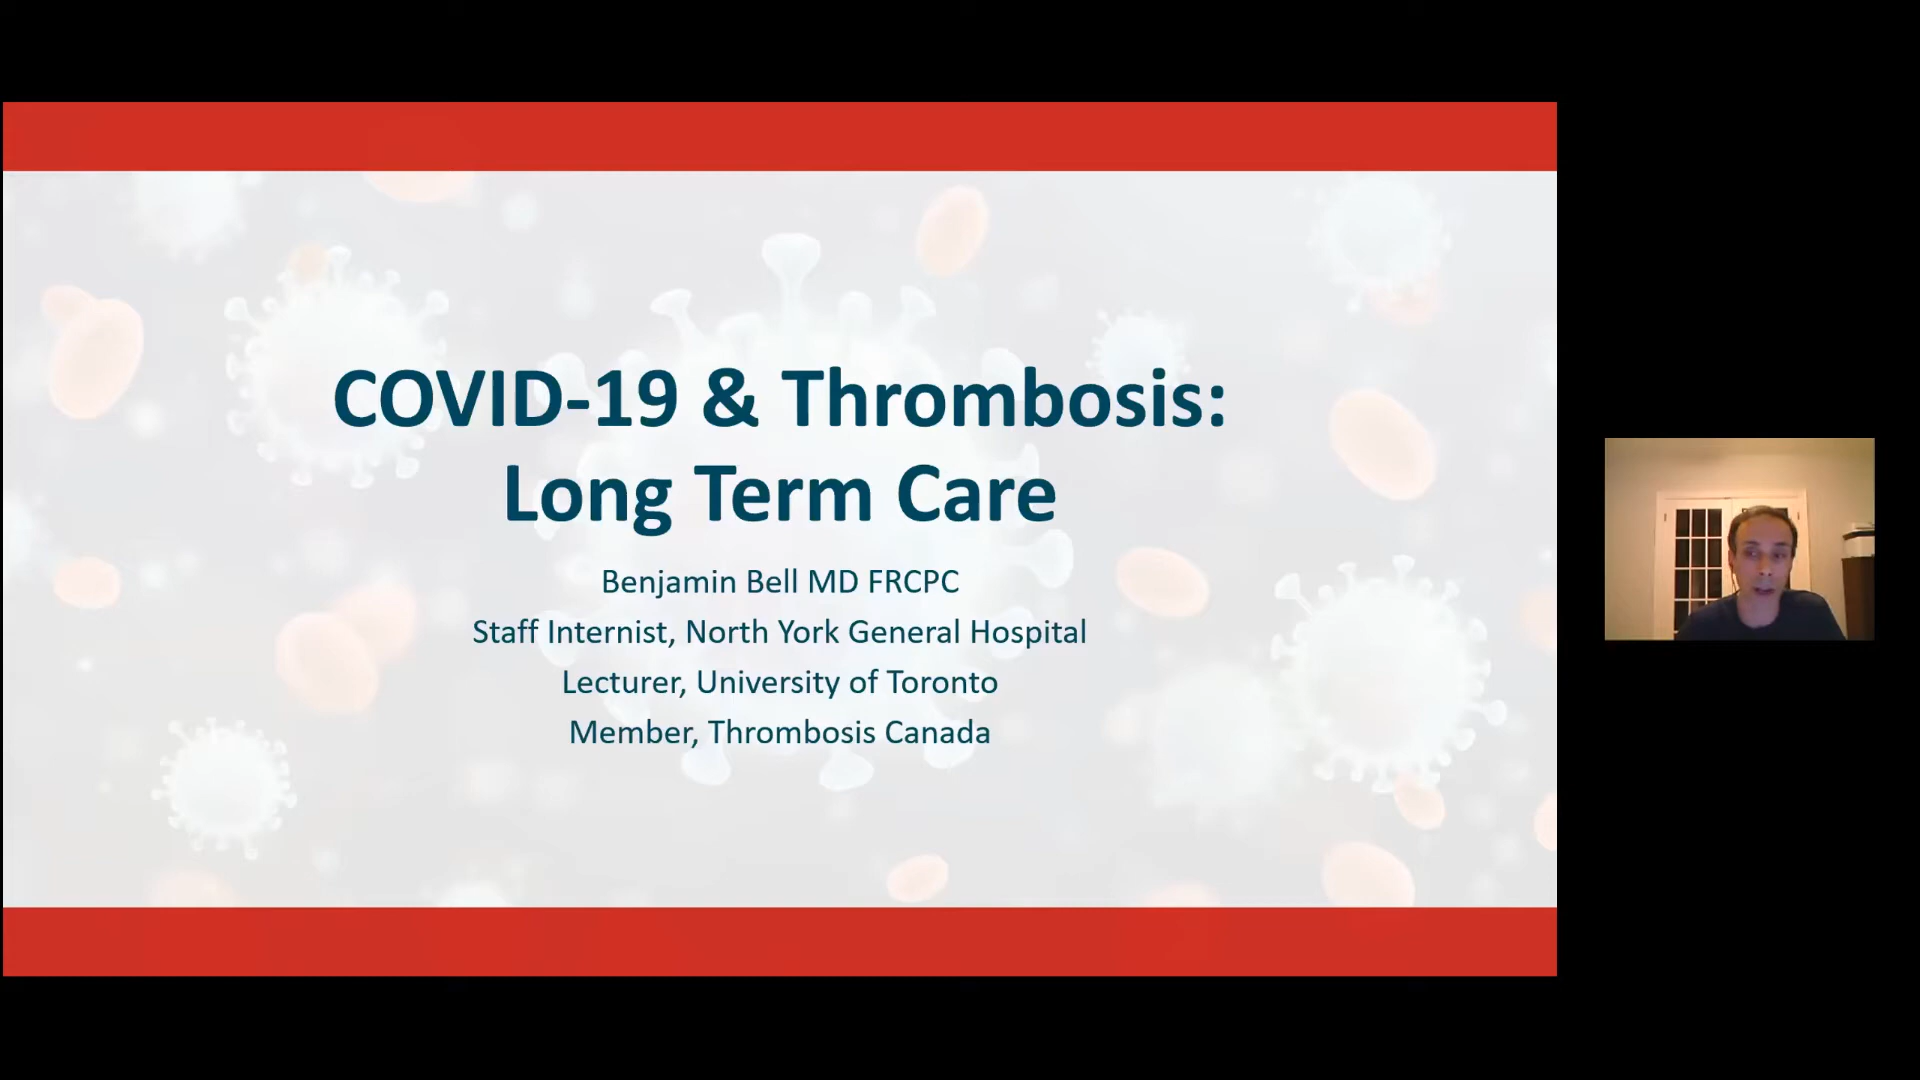 COVID-19 & Thrombosis:
Long Term Care
Benjamin Bell MD FRCPC
Staff Internist, North York General Hospital
Lecturer, University of Toronto
Member, Thrombosis Canada